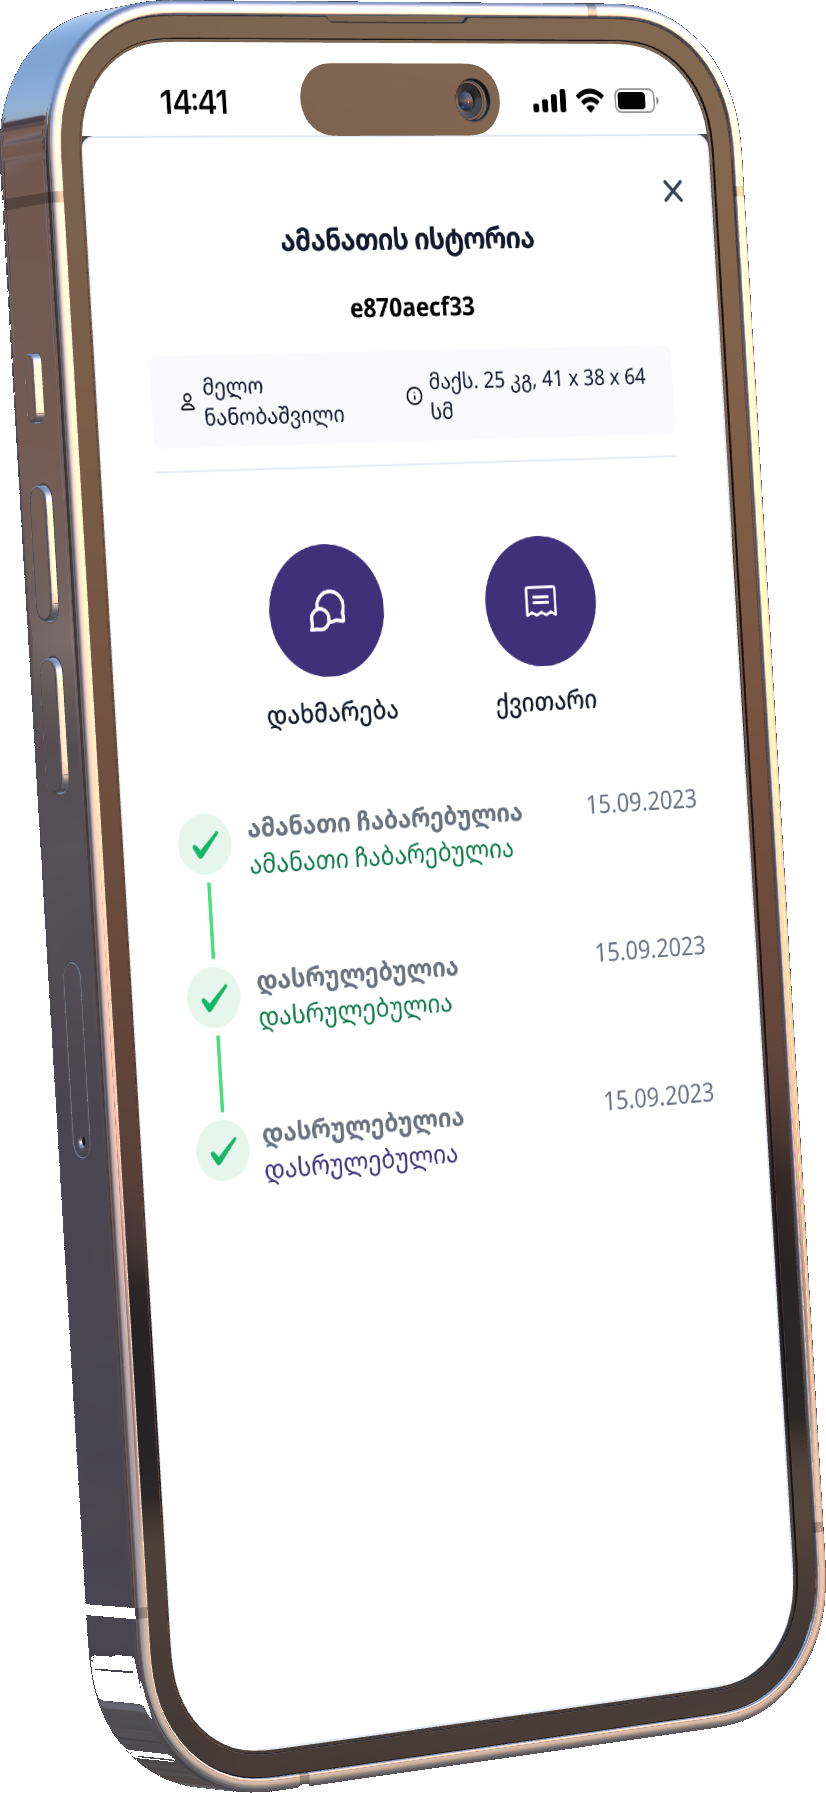 14:41
ამანათის ისტორია
e870aecf33
მელო
ნანობაშვილი
მაქს. 25 კგ, 41 x 38 x 64
სმ
დახმარება
ქვითარი
ამანათი ჩაბარებულია
15.09.2023
ამანათი ჩაბარებულია
დასრულებულია
15.09.2023
დასრულებულია
დასრულებულია
15.09.2023
დასრულებულია